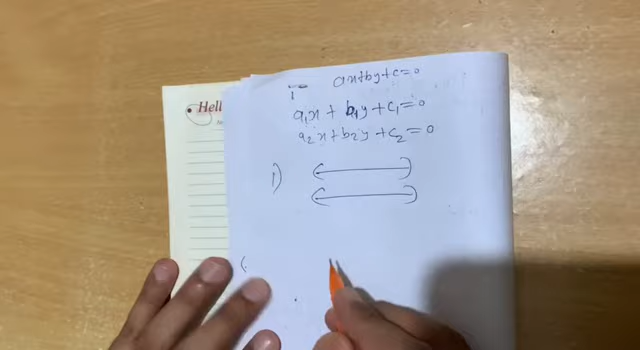 ax+by+c=0
a₁x + b₁y + c₁=0
a₂x + b₂y + c₂ = 0
Hell
1)